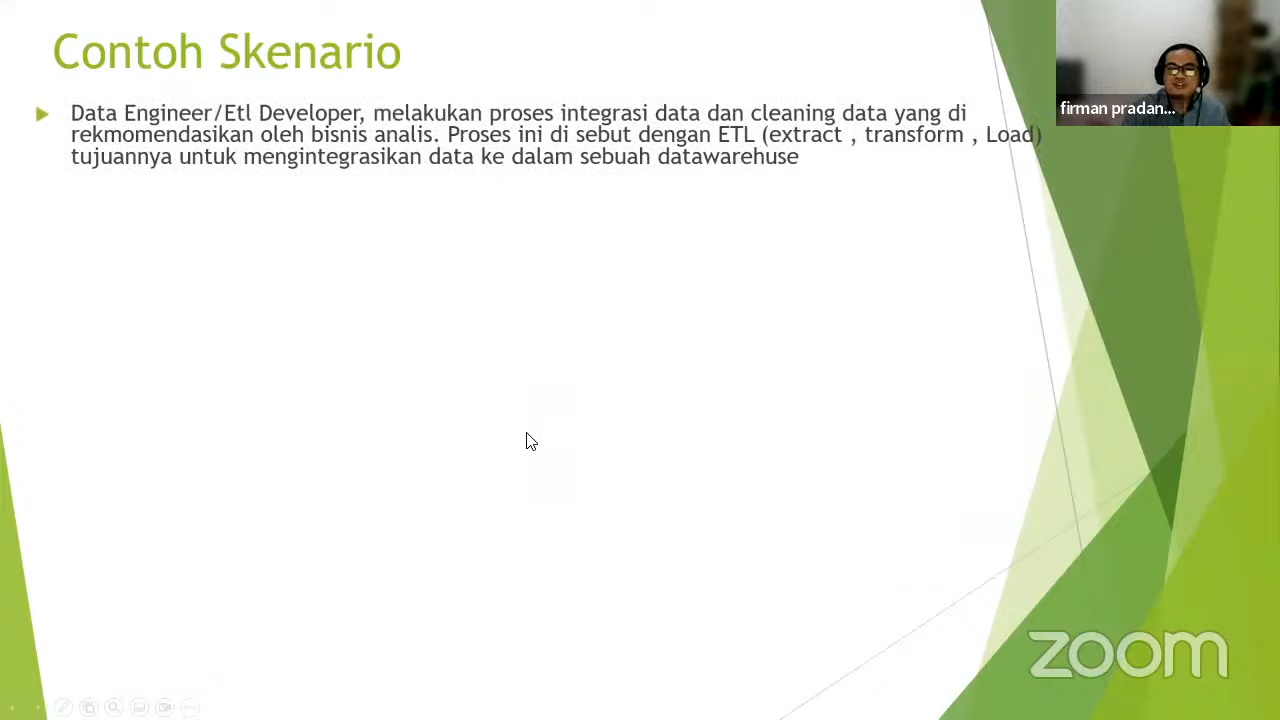 Contoh Skenario
Data Engineer/Etl Developer, melakukan proses integrasi data dan cleaning data yang di
rekmomendasikan oleh bisnis analis. Proses ini di sebut dengan ETL (extract , transform , Load)
tujuannya untuk mengintegrasikan data ke dalam sebuah datawarehuse
firman pradan...
zoom